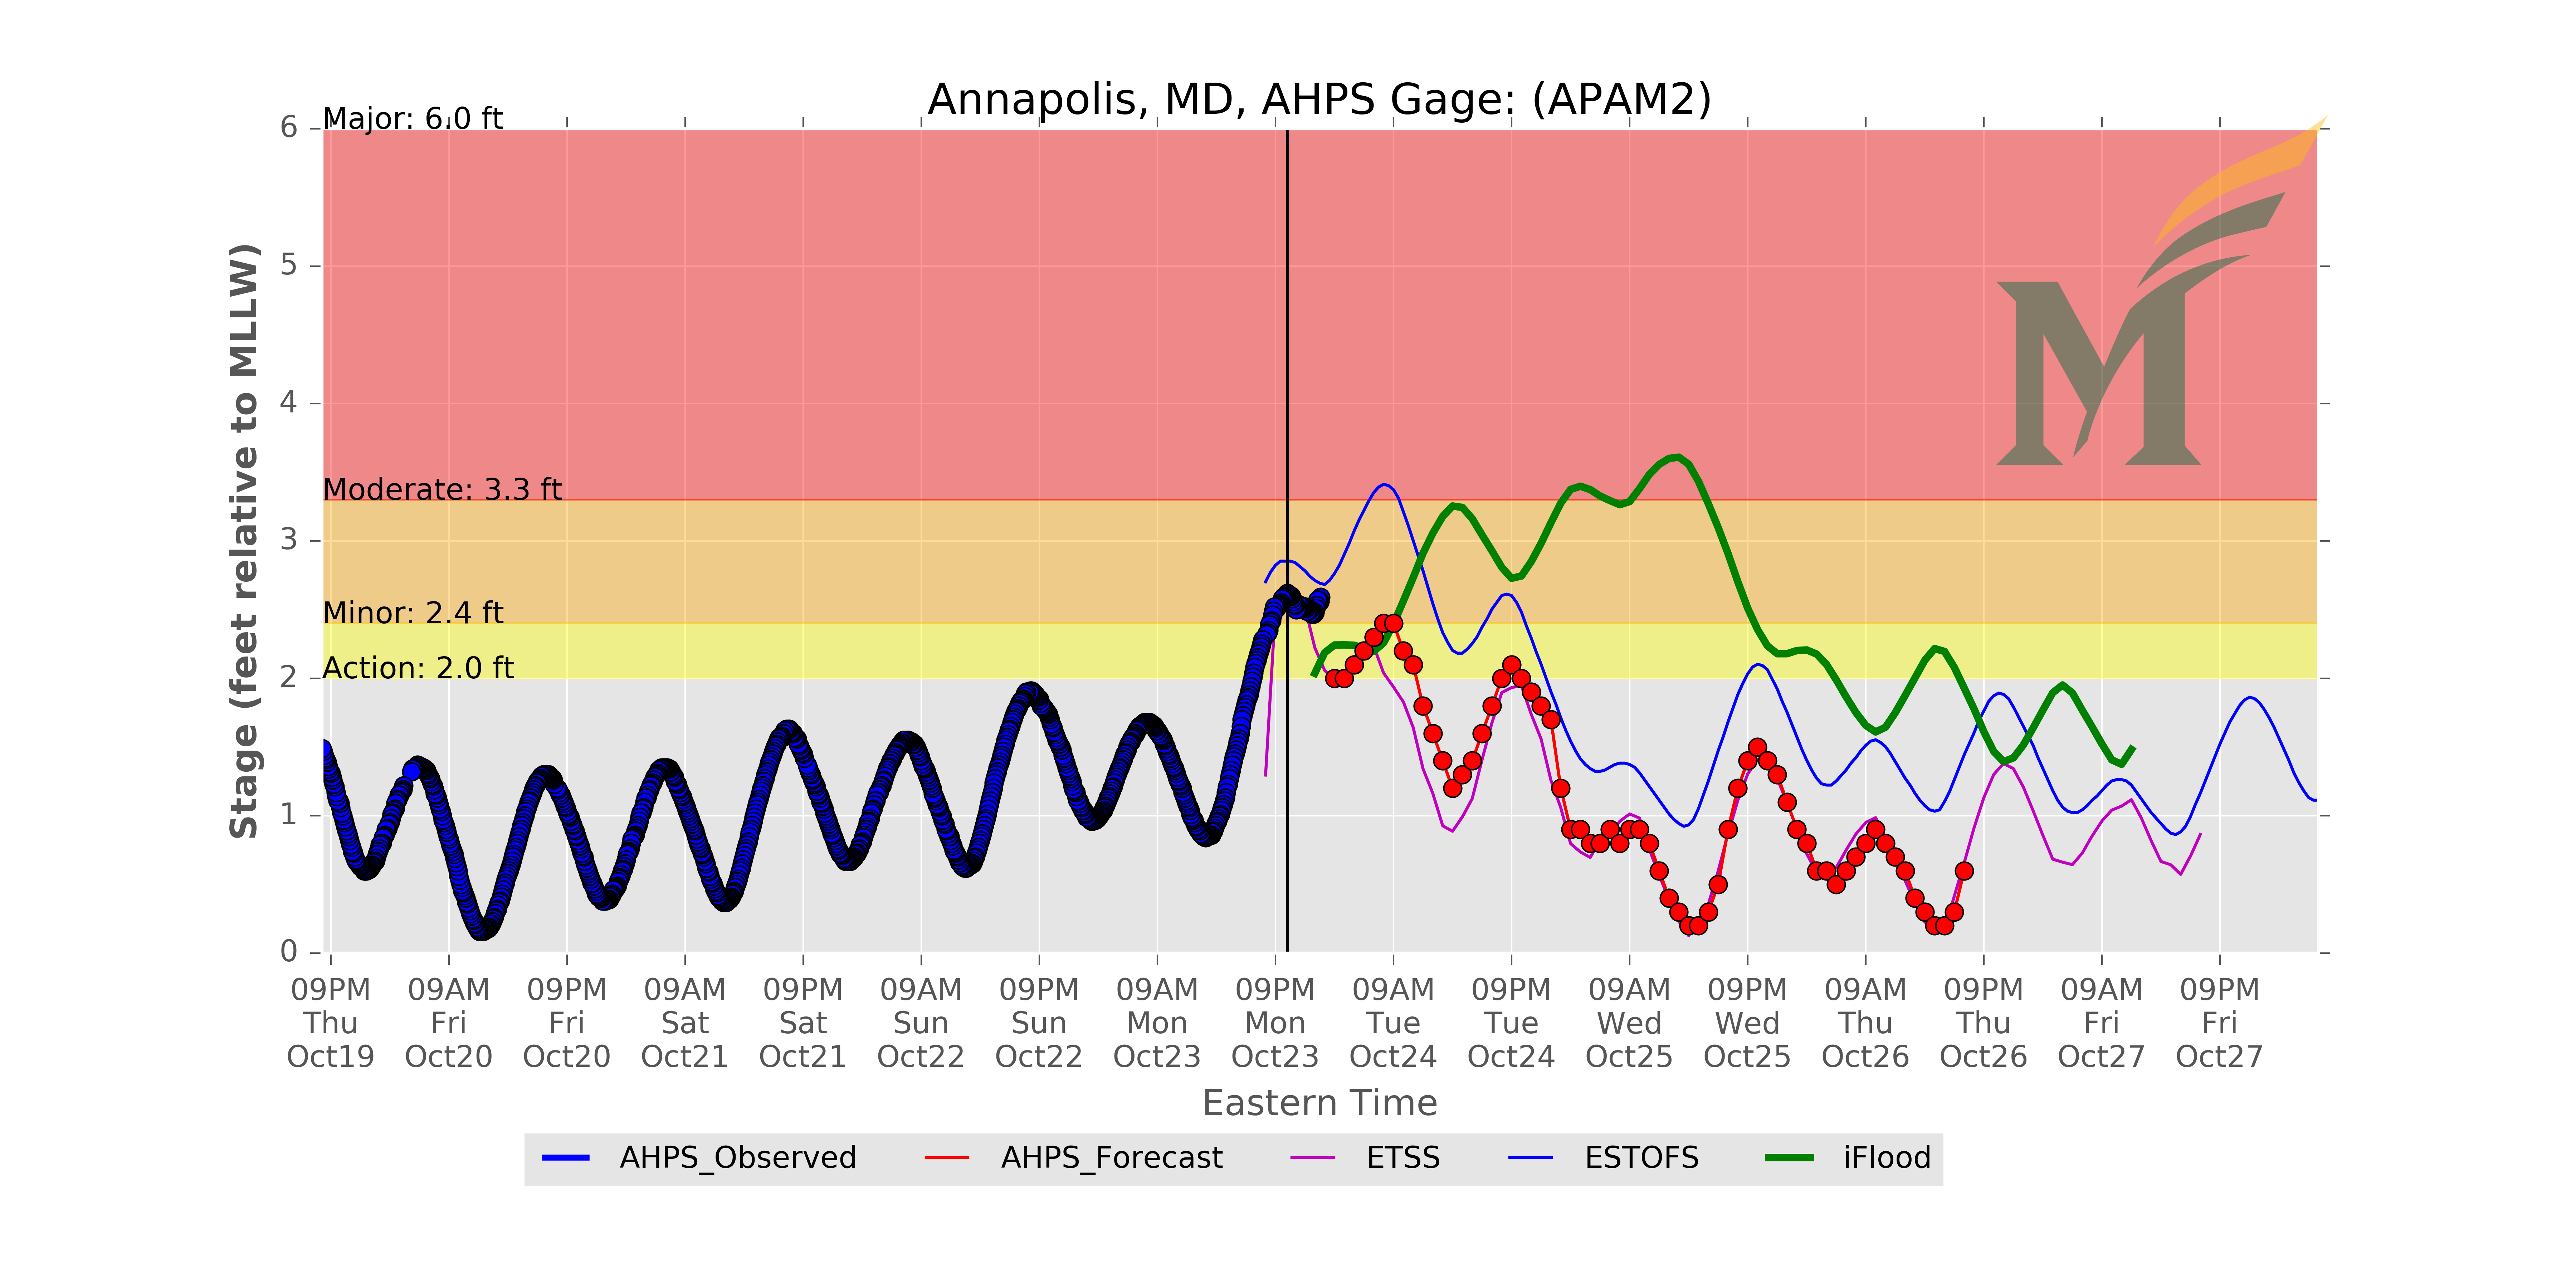 Annapolis, MD, AHPS Gage: (APAM2)
Major: 6.0 ft
Moderate: 3.3 ft
Minor: 2.4 ft
Action: 2.0 ft
Stage (feet relative to MLLW)
6
5
4
3
2
1
0
09PM 09AM 09PM 09AM 09PM 09AM 09PM 09AM 09PM 09AM 09PM 09AM 09PM 09AM 09PM 09AM 09PM
Thu Fri Fri Sat Sat Sun Sun Mon Mon Tue Tue Wed Wed Thu Thu Fri Fri
Oct19 Oct20 Oct20 Oct21 Oct21 Oct22 Oct22 Oct23 Oct23 Oct24 Oct24 Oct25 Oct25 Oct26 Oct26 Oct27 Oct27
Eastern Time
AHPS_Observed AHPS_Forecast ETSS ESTOFS iFlood